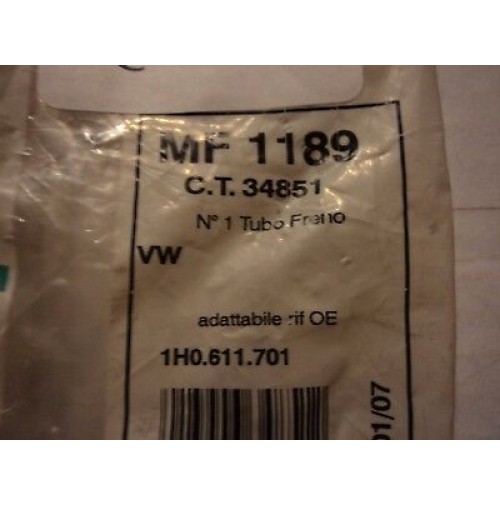 MF 1189
C.T. 34851
N° 1 Tubo Freno
VW
adattabile rif OE
1H0.611.701
01/07